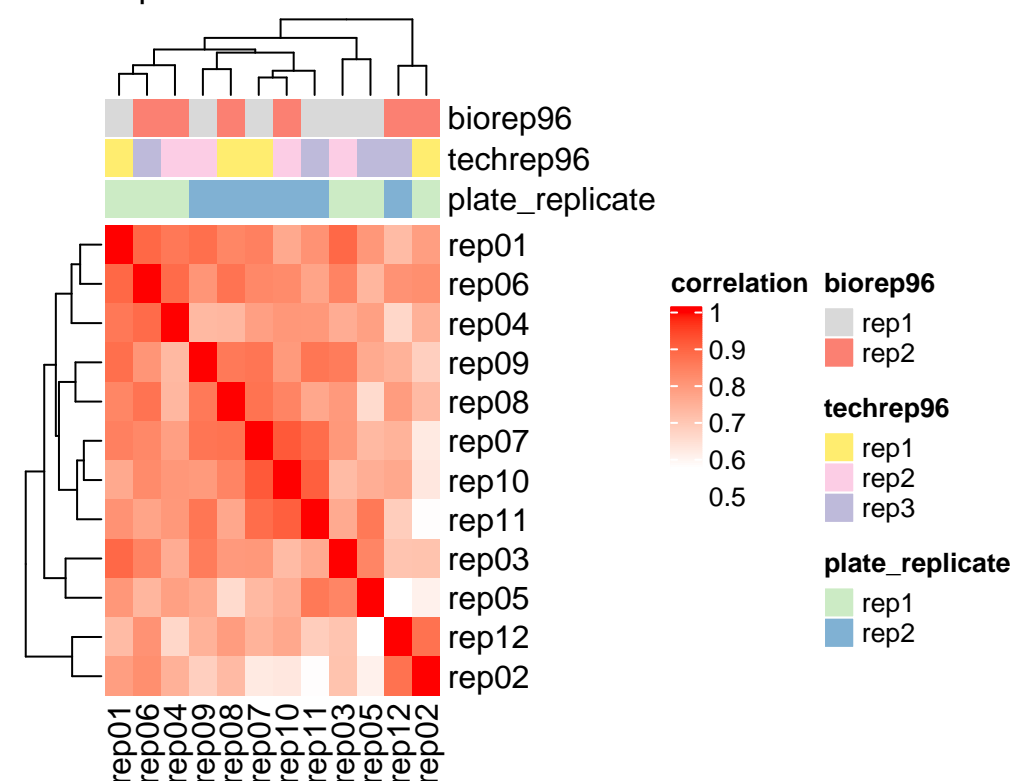 biorep96
techrep96
plate_replicate
rep01
rep06
rep04
rep09
rep08
rep07
rep10
rep11
rep03
rep05
rep12
rep02
rep01 rep06 rep04 rep09 rep08 rep07 rep10 rep11 rep03 rep05 rep12 rep02
correlation
1
0.9
0.8
0.7
0.6
0.5
biorep96
rep1
rep2
techrep96
rep1
rep2
rep3
plate_replicate
rep1
rep2